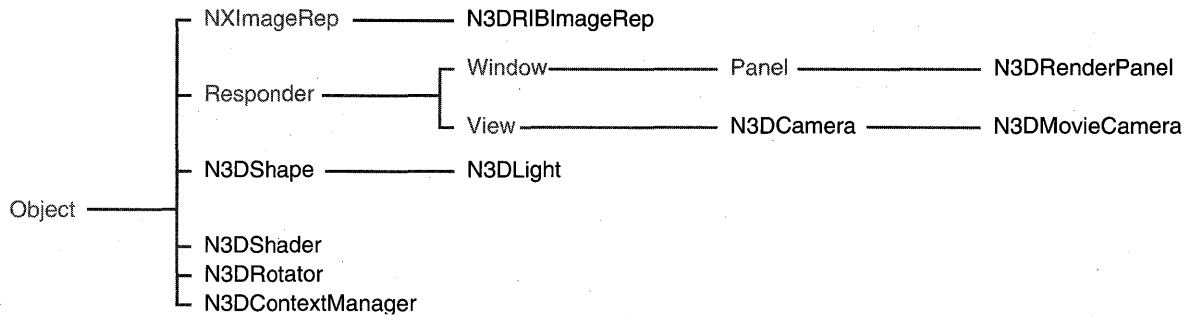 NXImageRep N3DRIBImageRep
Window Panel N3DRenderPanel
Responder
View N3DCamera N3DMovieCamera
N3DShape N3DLight
Object
N3DShader
N3DRotator
N3DContextManager